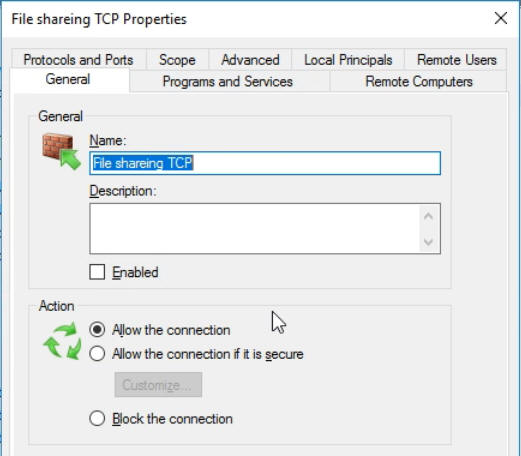 File shareing TCP Properties
Protocols and Ports Scope Advanced Local Principals Remote Users
General Programs and Services Remote Computers
General
Name:
File shareing TCP
Description:
Enabled
Action
Allow the connection
Allow the connection if it is secure
Customize...
Block the connection